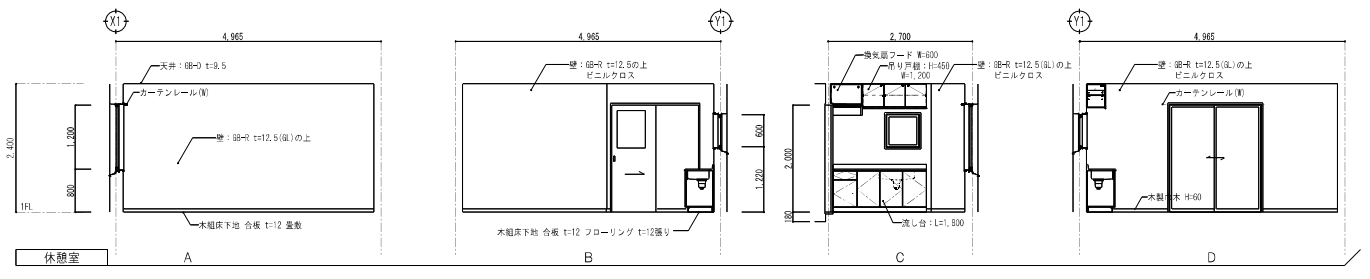 X1
4,965
天井：GB-D t=9.5
カーテンレール(W)
2,400
1,200
800
壁：GB-R t=12.5(GL)の上
1FL
木組床下地 合板 t=12 畳敷
休憩室
A
Y1
4,965
壁：GB-R t=12.5の上
ビニルクロス
600
1,220
木組床下地 合板 t=12 フローリング t=12張り
B
2,700
換気扇フード W=600
吊り戸棚：H=450
W=1,200
壁：GB-R t=12.5(GL)の上
ビニルクロス
2,000
180
流し台：L=1,800
C
Y1
4,965
壁：GB-R t=12.5(GL)の上
ビニルクロス
カーテンレール(W)
木製巾木 H=60
D